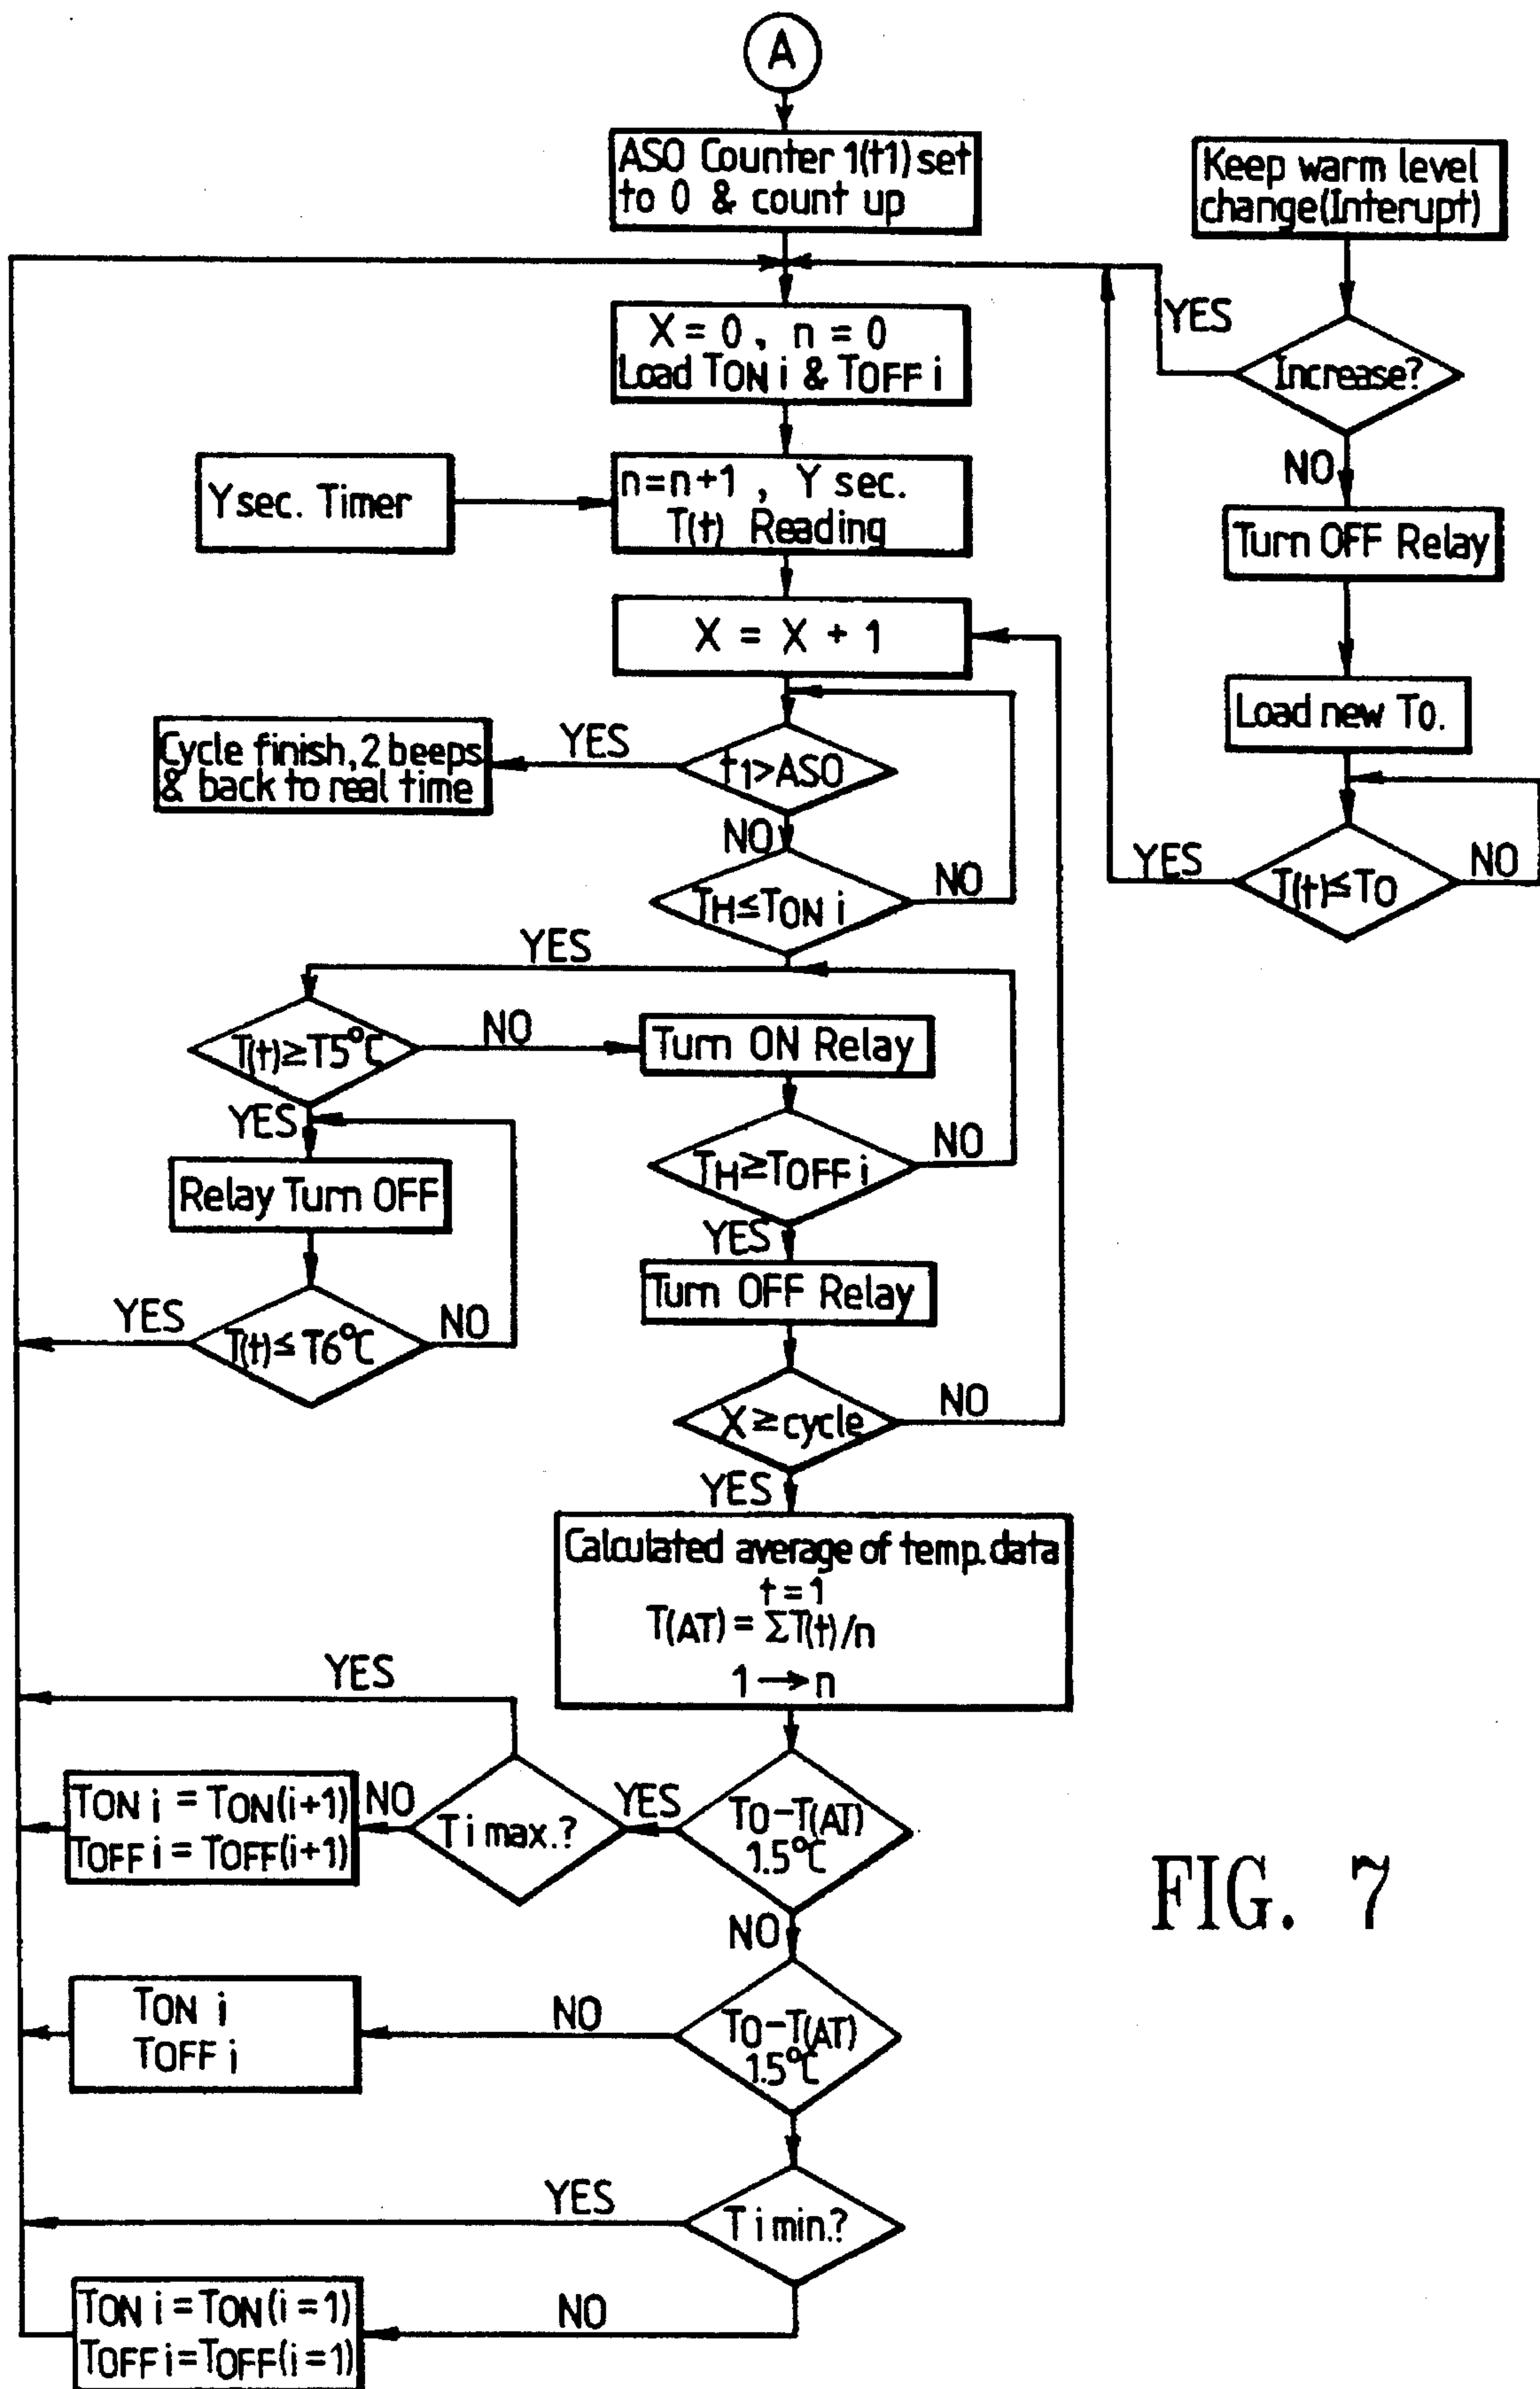 A
ASO Counter 1(t1) set
to 0 & count up
Keep warm level
change(Interupt)
X = 0 , n = 0
Load TON i & TOFF i
YES
Increase?
NO
Y sec. Timer
n=n+1 , Y sec.
T(t) Reading
Turn OFF Relay
X = X + 1
Load new To.
Cycle finish, 2 beeps
& back to real time
YES
t1>ASO
NO
TH≤TON i
NO
YES
T(t)≤TO
NO
YES
T(t)≥T5°C
NO
Turn ON Relay
YES
TH≥TOFF i
NO
Relay Turn OFF
YES
Turn OFF Relay
YES
T(t)≤T6°C
NO
X≥cycle
NO
YES
Calculated average of temp. data
t=1
T(AT) = ΣT(t)/n
1→n
YES
TON i = TON(i+1)
TOFF i = TOFF(i+1)
NO
T i max.?
YES
TO-T(AT)
1.5°C
NO
FIG. 7
TON i
TOFF i
NO
TO-T(AT)
1.5°C
YES
T i min.?
TON i = TON(i=1)
TOFF i = TOFF(i=1)
NO